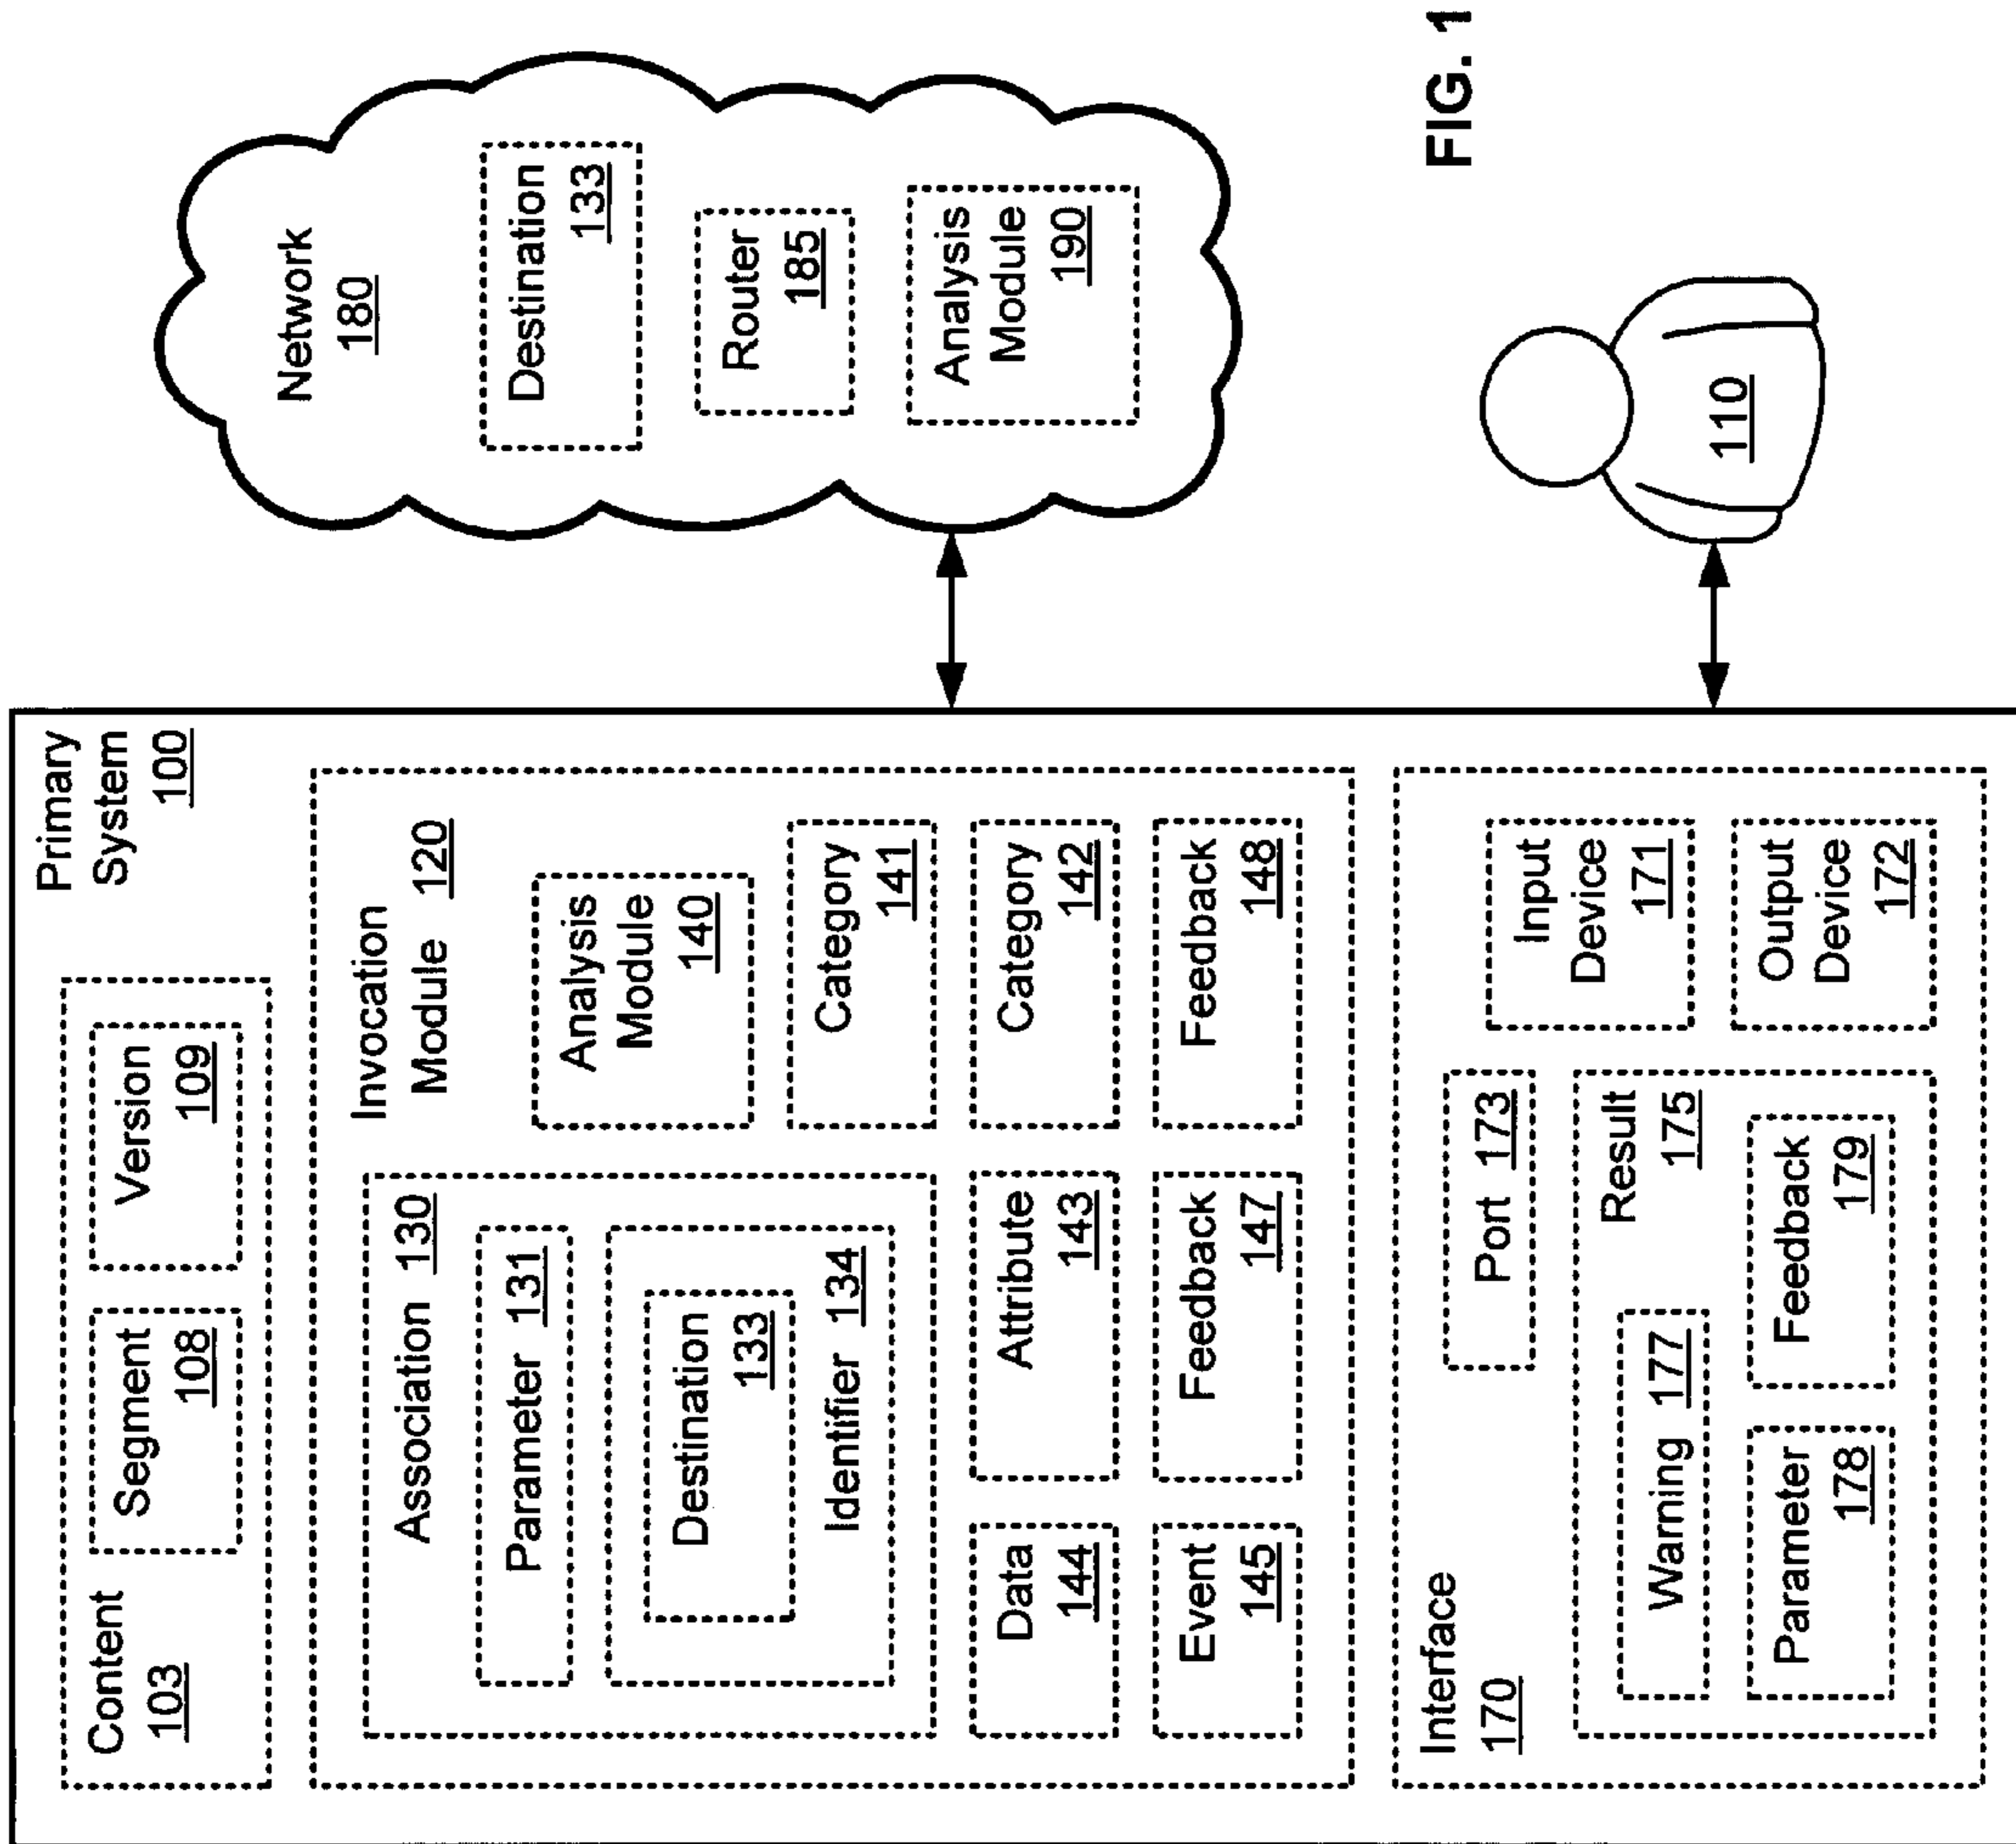 Primary
System
100
Content
103
Segment
108
Version
109
Invocation
Module 120
Association 130
Parameter 131
Destination
133
Identifier 134
Analysis
Module
140
Category
141
Data
144
Attribute
143
Category
142
Event
145
Feedback
147
Feedback
148
Interface
170
Port 173
Input
Device
171
Result
175
Warning 177
Parameter
178
Feedback
179
Output
Device
172
Network
180
Destination
133
Router
185
Analysis
Module
190
110
FIG. 1